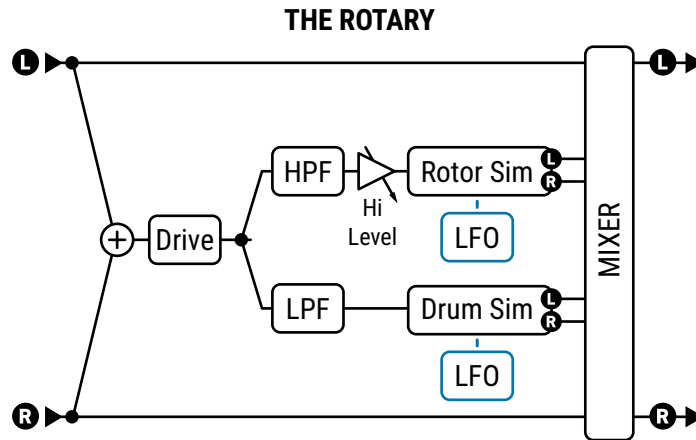 THE ROTARY
L
L
HPF
Rotor Sim
L
R
Hi
Level
LFO
+
Drive
MIXER
LPF
Drum Sim
L
R
LFO
R
R